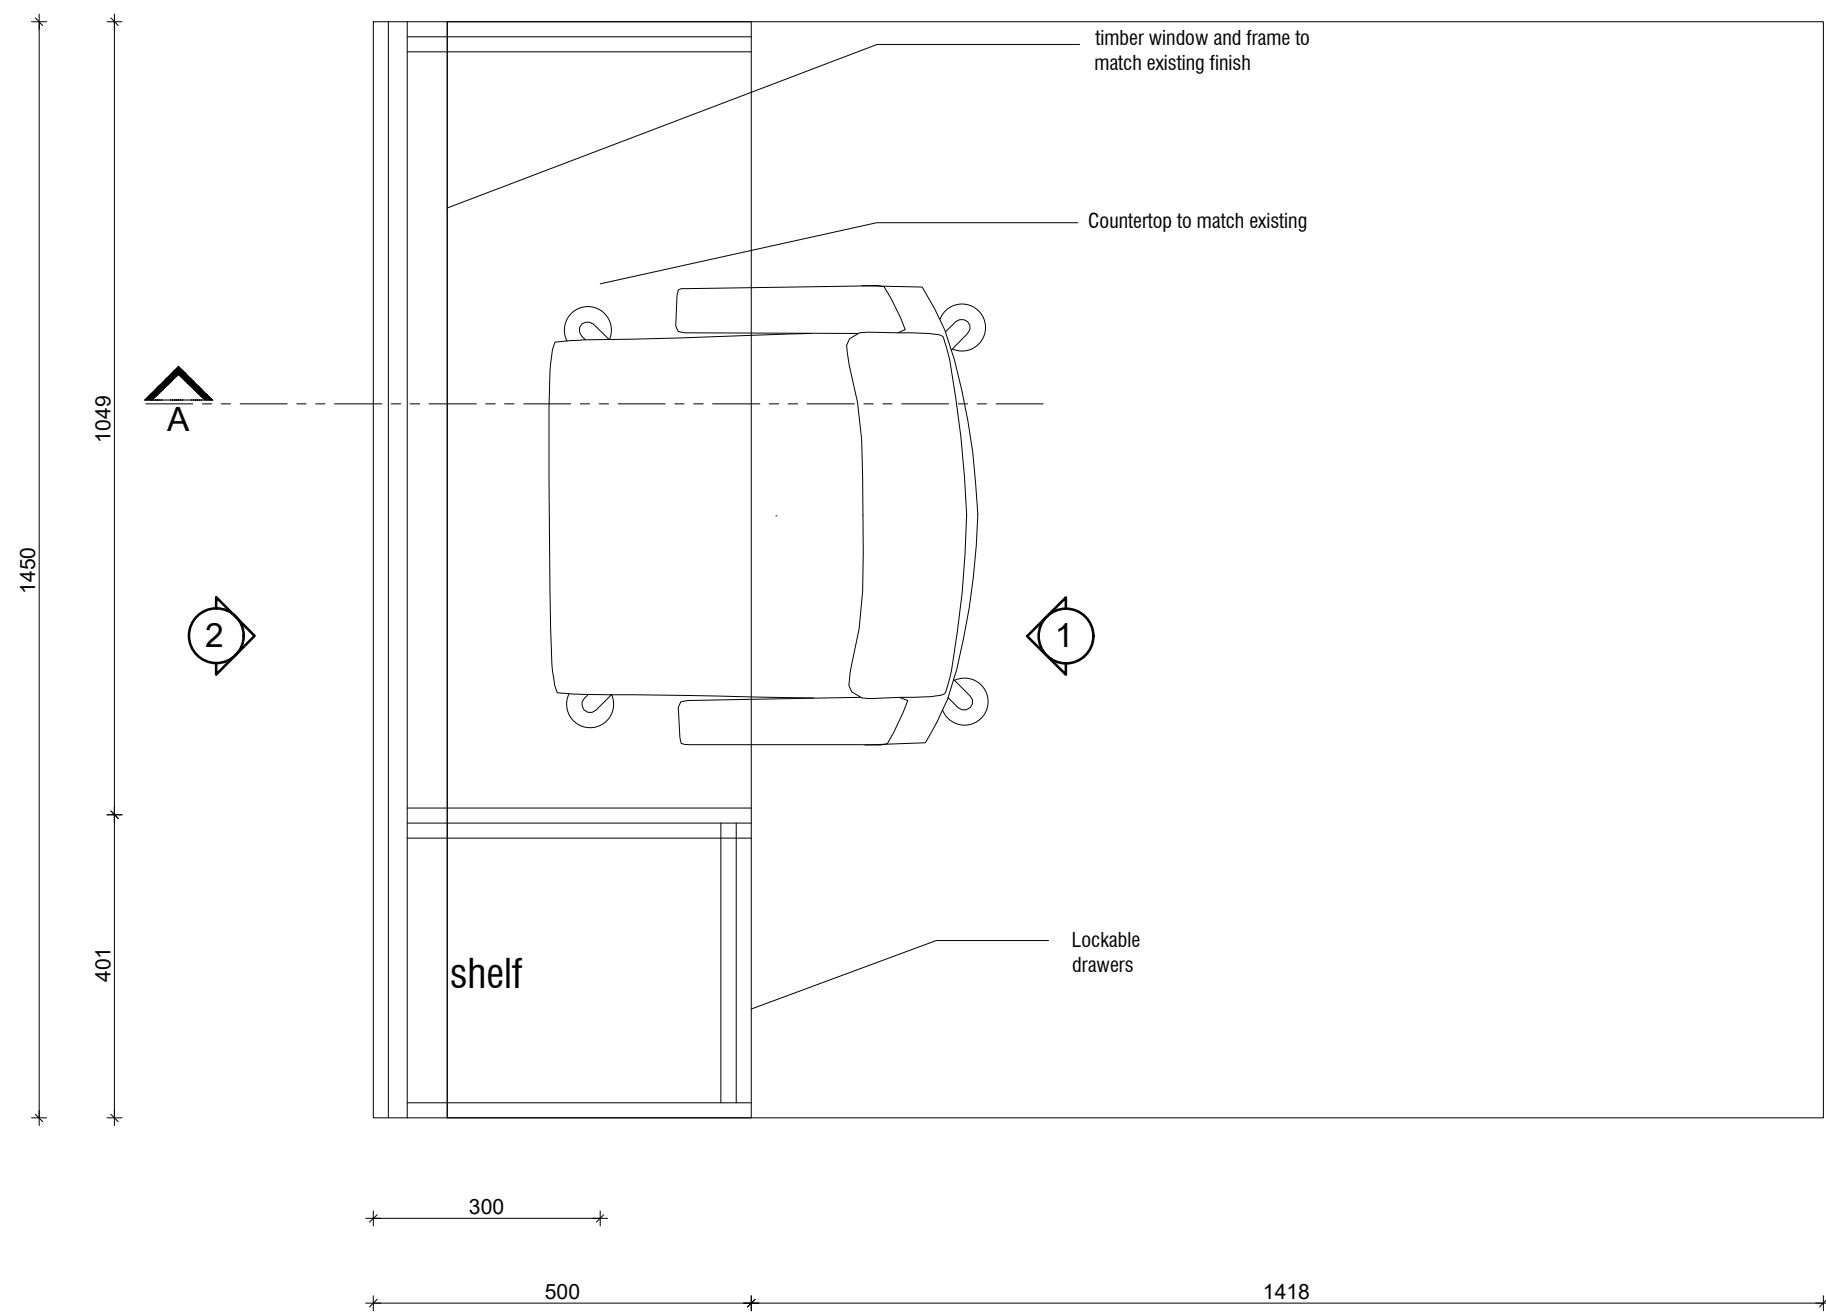 timber window and frame to
match existing finish
Countertop to match existing
A
1049
1450
2
1
Lockable
drawers
shelf
401
300
500
1418